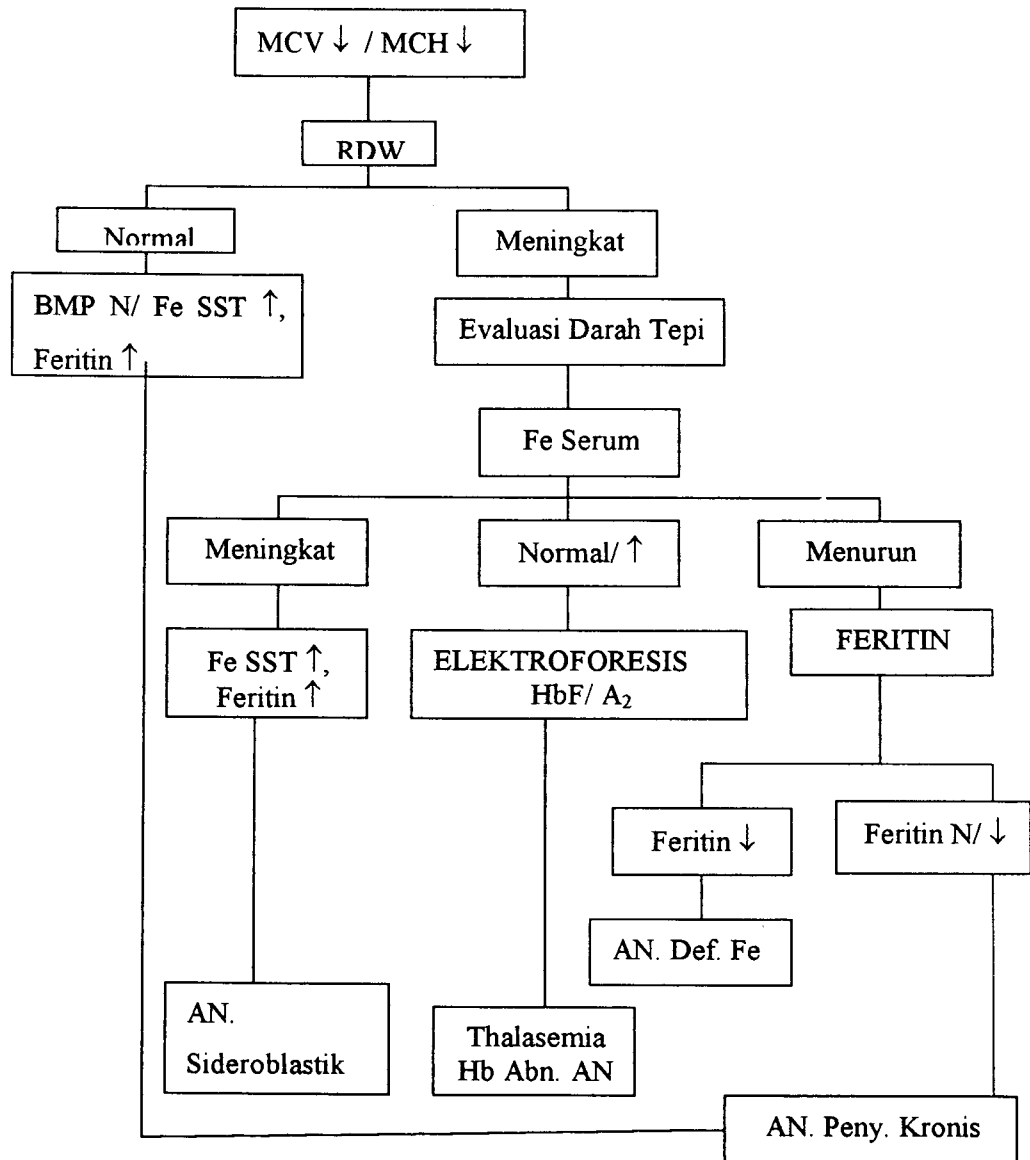 MCV ↓ / MCH ↓
RDW
Normal
Meningkat
BMP N/ Fe SST ↑,
Feritin ↑
Evaluasi Darah Tepi
Fe Serum
Meningkat
Normal/ ↑
Menurun
Fe SST ↑,
Feritin ↑
ELEKTROFORESIS
HbF/ A₂
FERITIN
Feritin ↓
Feritin N/ ↓
AN. Def. Fe
AN.
Sideroblastik
Thalasemia
Hb Abn. AN
AN. Peny. Kronis